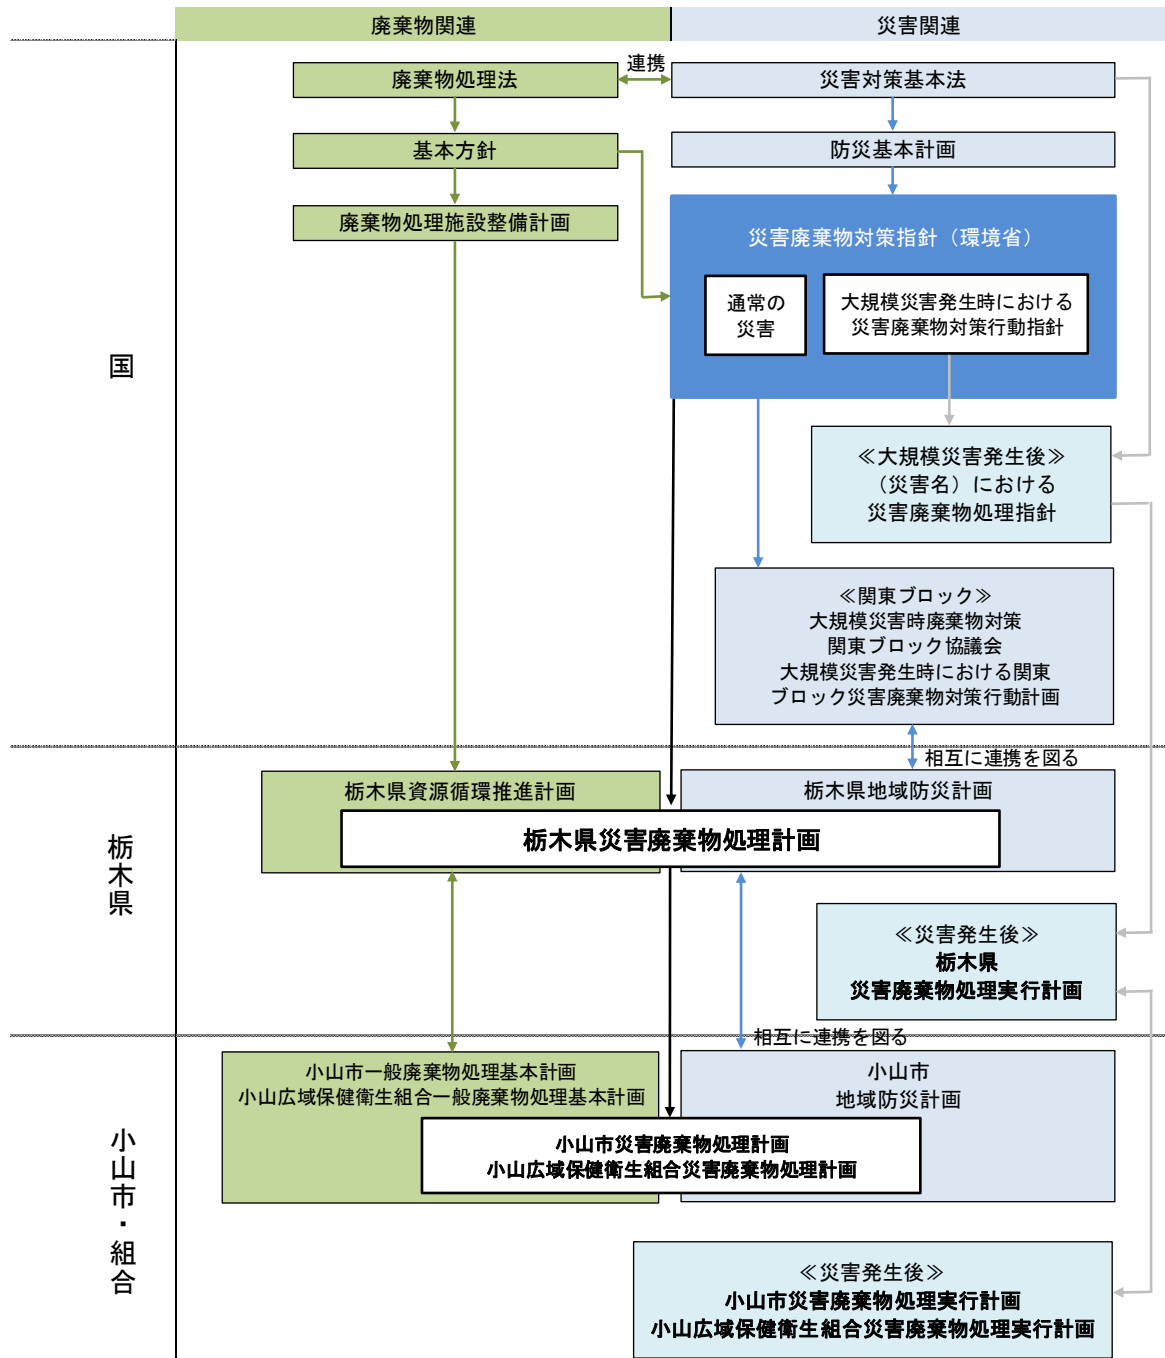 廃棄物関連
災害関連
国
廃棄物処理法
連携
災害対策基本法
基本方針
防災基本計画
廃棄物処理施設整備計画
災害廃棄物対策指針（環境省）
通常の
災害
大規模災害発生時における
災害廃棄物対策行動指針
≪大規模災害発生後≫
（災害名）における
災害廃棄物処理指針
≪関東ブロック≫
大規模災害時廃棄物対策
関東ブロック協議会
大規模災害発生時における関東
ブロック災害廃棄物対策行動計画
相互に連携を図る
栃木県
栃木県資源循環推進計画
栃木県地域防災計画
栃木県災害廃棄物処理計画
≪災害発生後≫
栃木県
災害廃棄物処理実行計画
相互に連携を図る
小山市・組合
小山市一般廃棄物処理基本計画
小山広域保健衛生組合一般廃棄物処理基本計画
小山市
地域防災計画
小山市災害廃棄物処理計画
小山広域保健衛生組合災害廃棄物処理計画
≪災害発生後≫
小山市災害廃棄物処理実行計画
小山広域保健衛生組合災害廃棄物処理実行計画